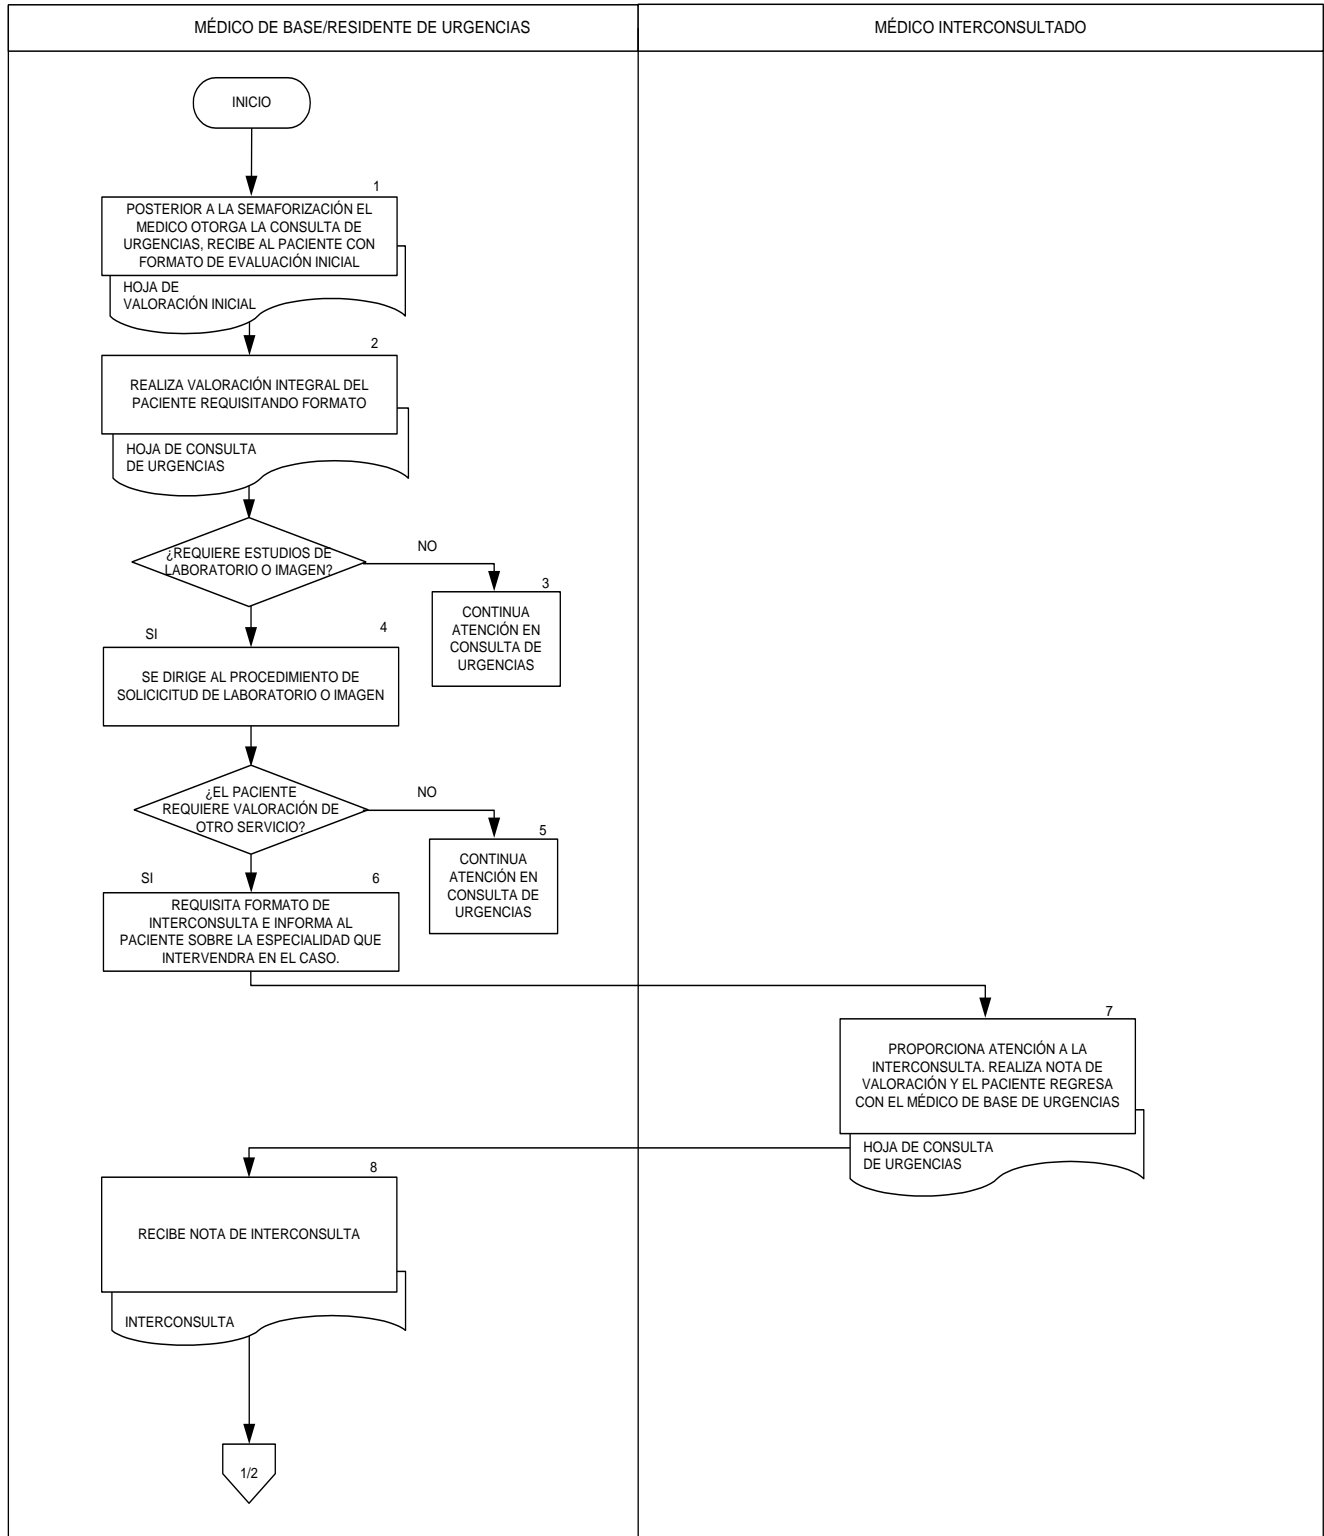 MÉDICO DE BASE/RESIDENTE DE URGENCIAS
MÉDICO INTERCONSULTADO
INICIO
1
POSTERIOR A LA SEMAFORIZACIÓN EL
MEDICO OTORGA LA CONSULTA DE
URGENCIAS, RECIBE AL PACIENTE CON
FORMATO DE EVALUACIÓN INICIAL
HOJA DE
VALORACIÓN INICIAL
2
REALIZA VALORACIÓN INTEGRAL DEL
PACIENTE REQUISITANDO FORMATO
HOJA DE CONSULTA
DE URGENCIAS
¿REQUIERE ESTUDIOS DE
LABORATORIO O IMAGEN?
NO
3
CONTINUA
ATENCIÓN EN
CONSULTA DE
URGENCIAS
SI
4
SE DIRIGE AL PROCEDIMIENTO DE
SOLICICITUD DE LABORATORIO O IMAGEN
¿EL PACIENTE
REQUIERE VALORACIÓN DE
OTRO SERVICIO?
NO
5
CONTINUA
ATENCIÓN EN
CONSULTA DE
URGENCIAS
SI
6
REQUISITA FORMATO DE
INTERCONSULTA E INFORMA AL
PACIENTE SOBRE LA ESPECIALIDAD QUE
INTERVENDRA EN EL CASO.
7
PROPORCIONA ATENCIÓN A LA
INTERCONSULTA. REALIZA NOTA DE
VALORACIÓN Y EL PACIENTE REGRESA
CON EL MÉDICO DE BASE DE URGENCIAS
HOJA DE CONSULTA
DE URGENCIAS
8
RECIBE NOTA DE INTERCONSULTA
INTERCONSULTA
1/2